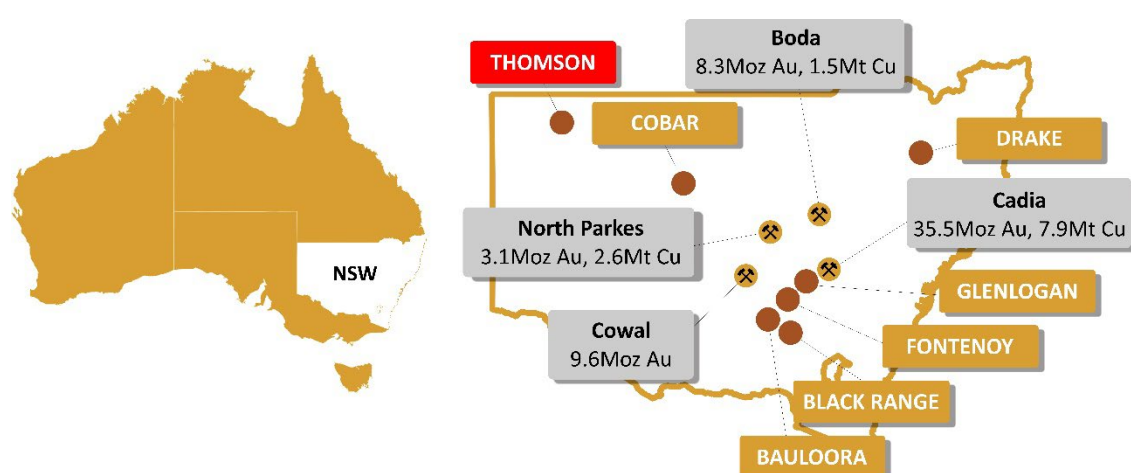 NSW
THOMSON
Boda
8.3Moz Au, 1.5Mt Cu
COBAR
DRAKE
North Parkes
3.1Moz Au, 2.6Mt Cu
Cadia
35.5Moz Au, 7.9Mt Cu
GLENLOGAN
Cowal
9.6Moz Au
FONTENOY
BLACK RANGE
BAULOORA